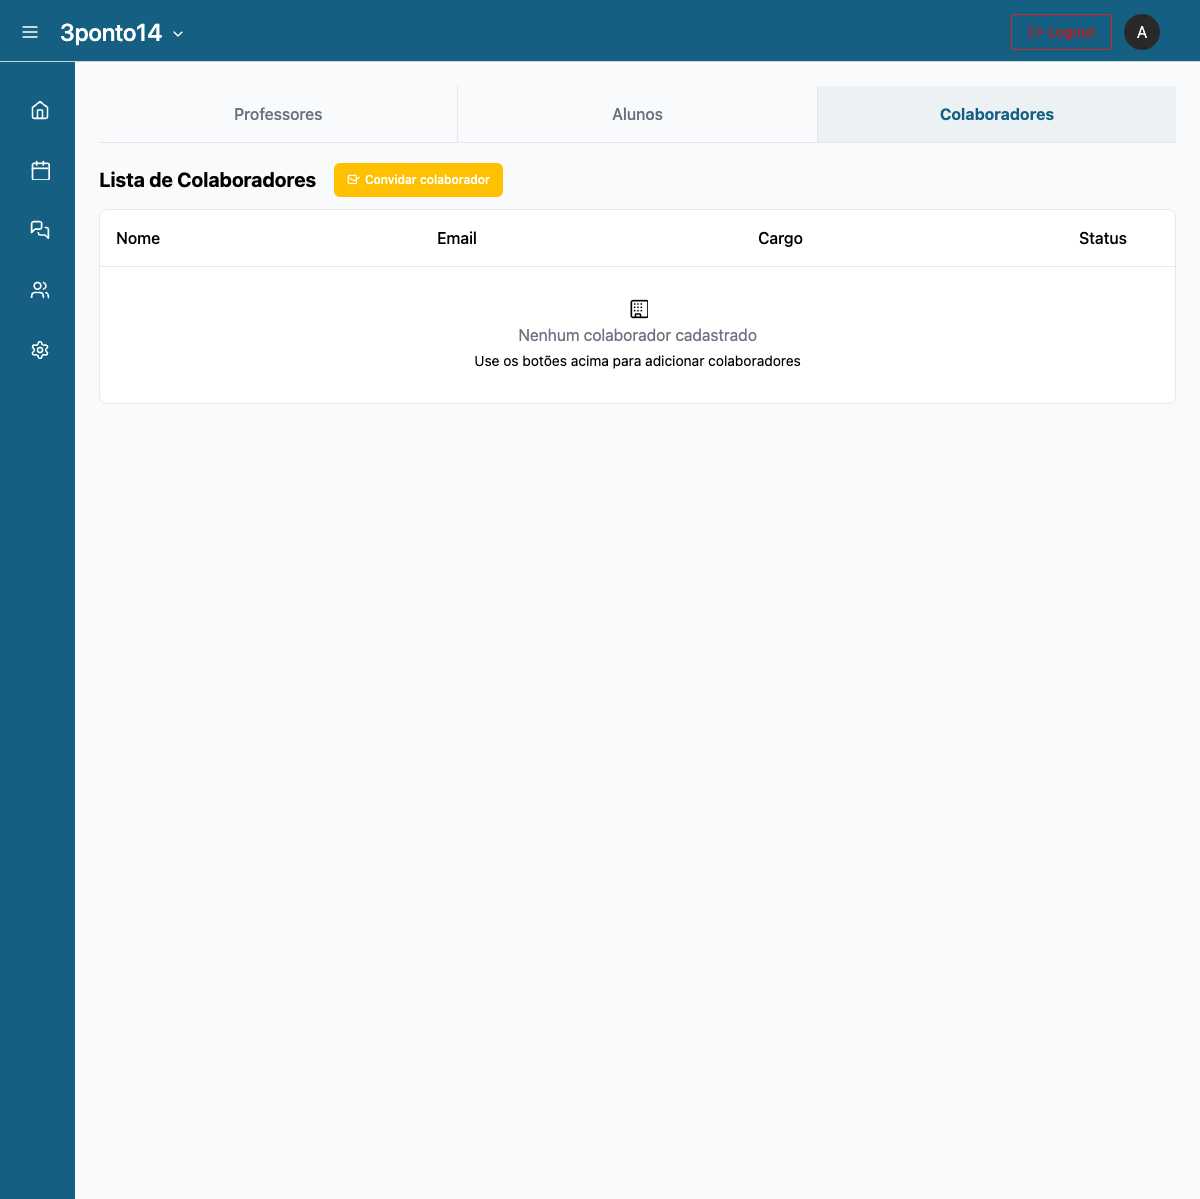 3ponto14
Logout
A
Professores
Alunos
Colaboradores
Lista de Colaboradores
Convidar colaborador
Nome
Email
Cargo
Status
Nenhum colaborador cadastrado
Use os botões acima para adicionar colaboradores